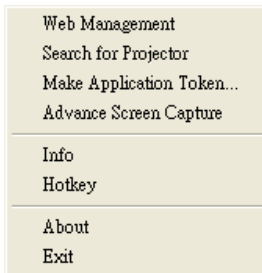 Web Management
Search for Projector
Make Application Token...
Advance Screen Capture
Info
Hotkey
About
Exit